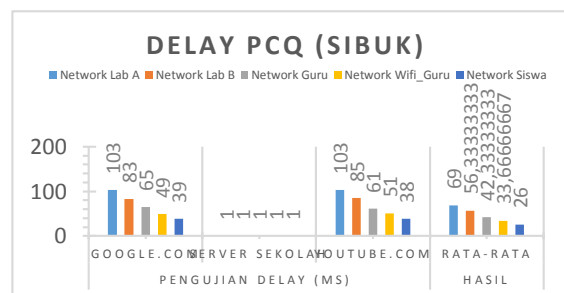 DELAY PCQ (SIBUK)
Network Lab A Network Lab B Network Guru Network Wifi_Guru Network Siswa
200
100
0
103 83 65 49 39
1 1 1 1 1
103 85 61 51 38
69 56,33333333 42,33333333 33,66666667 26
GOOGLE.COM SERVER SEKOLAH YOUTUBE.COM RATA-RATA
PENGUJIAN DELAY (MS) HASIL